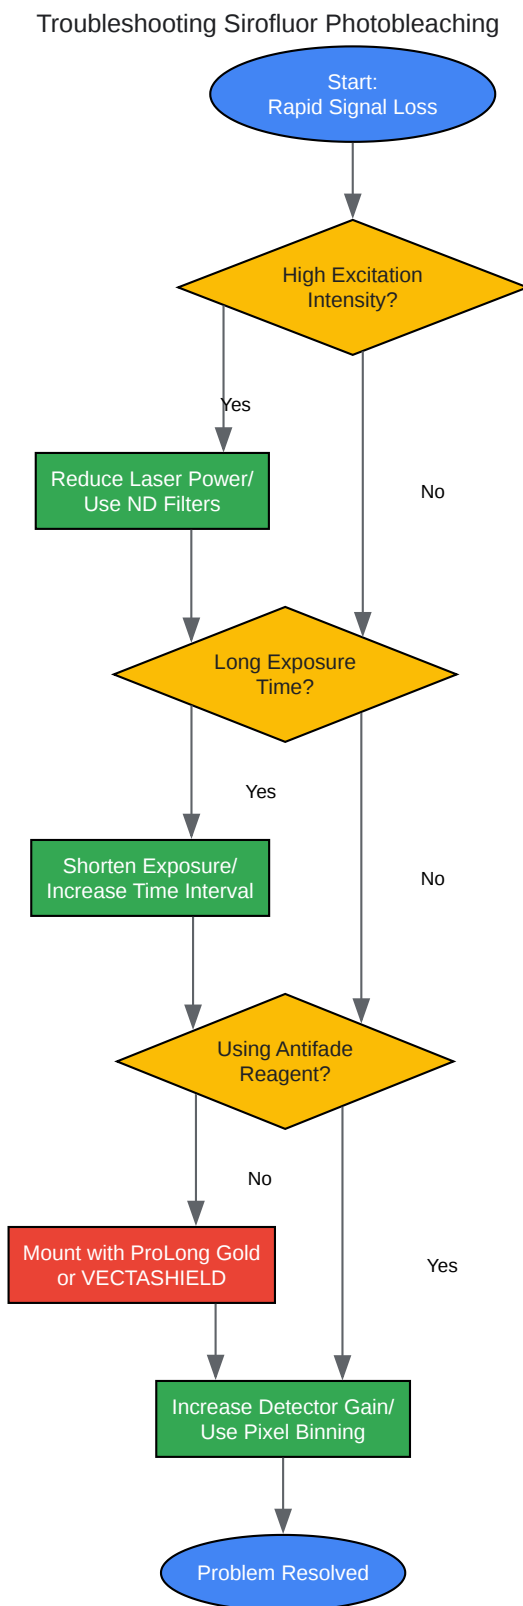 Troubleshooting Sirofluor Photobleaching
Start:
Rapid Signal Loss
High Excitation
Intensity?
Yes
Reduce Laser Power/
Use ND Filters
No
Long Exposure
Time?
Yes
Shorten Exposure/
Increase Time Interval
No
Using Antifade
Reagent?
No
Mount with ProLong Gold
or VECTASHIELD
Yes
Increase Detector Gain/
Use Pixel Binning
Problem Resolved